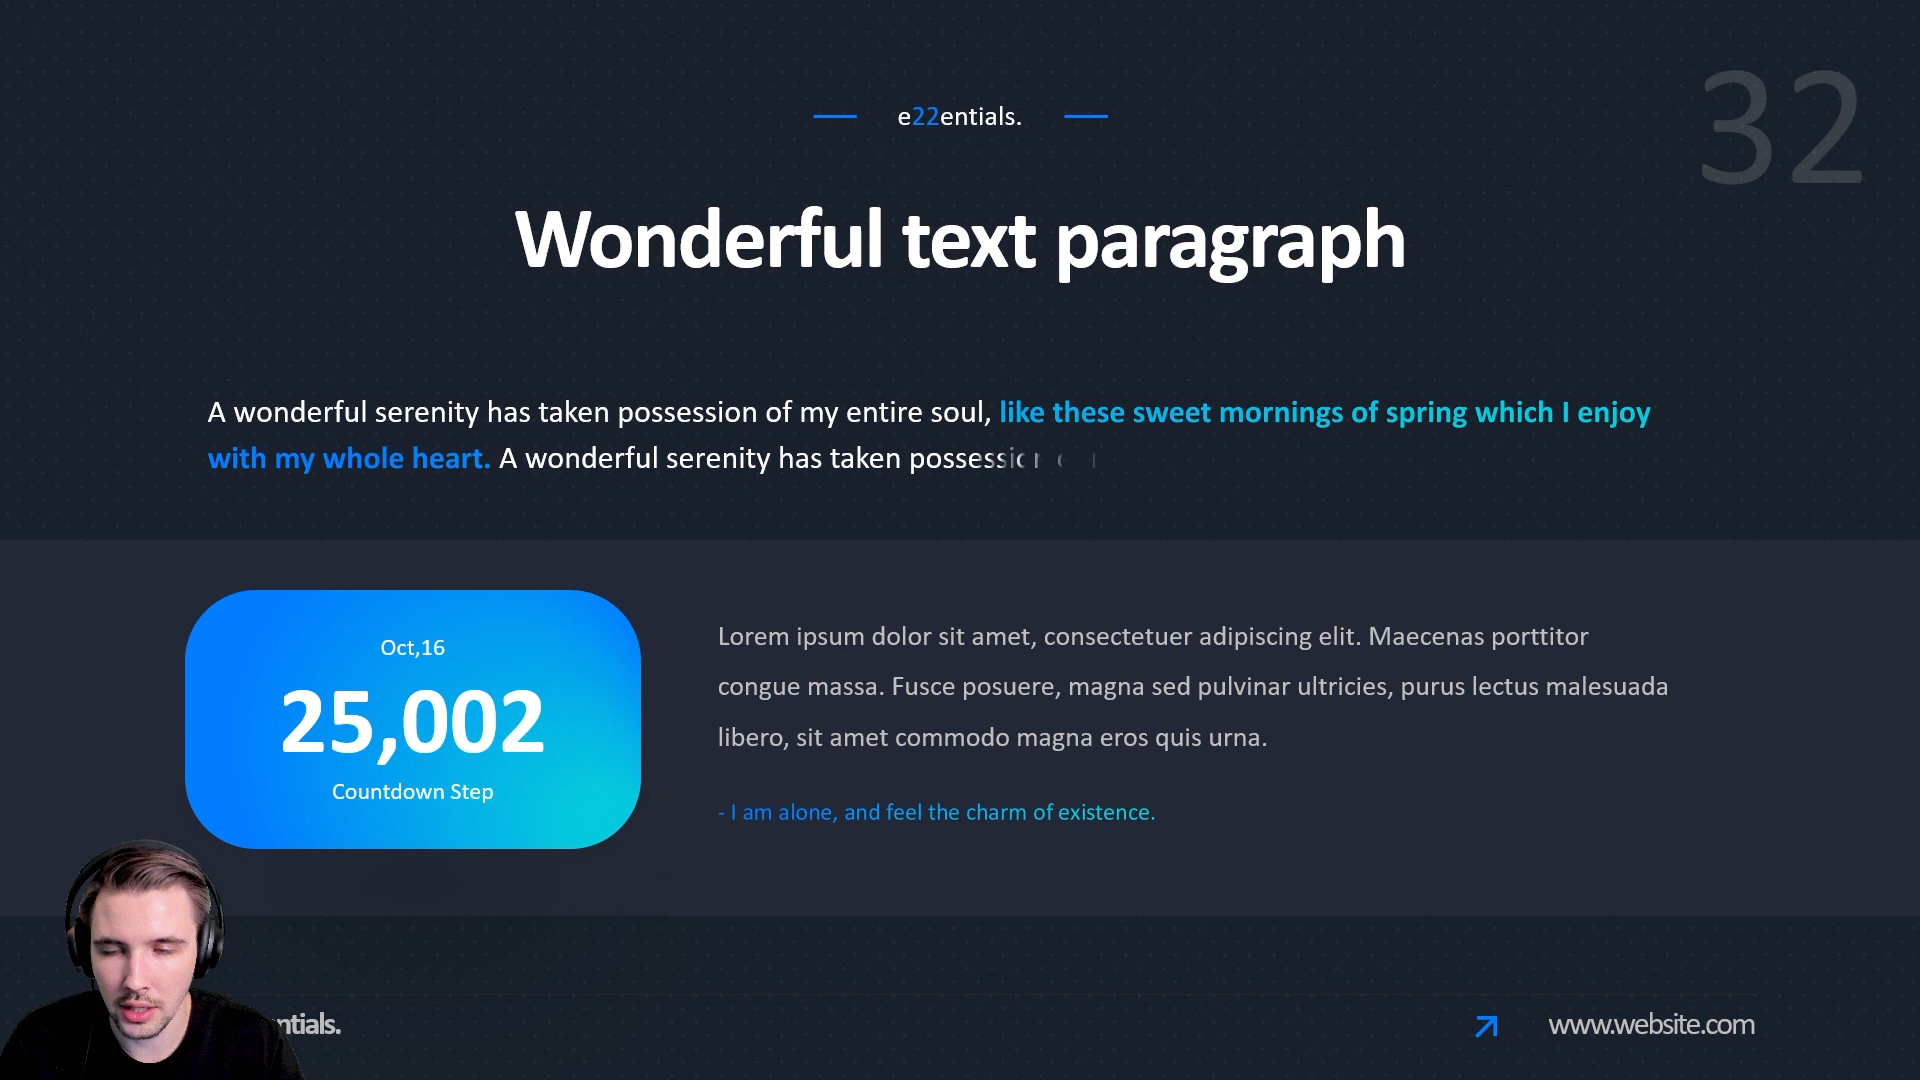 32
e22entials.
Wonderful text paragraph
A wonderful serenity has taken possession of my entire soul, like these sweet mornings of spring which I enjoy
with my whole heart. A wonderful serenity has taken
Oct,16
25,002
Countdown Step
Lorem ipsum dolor sit amet, consectetuer adipiscing elit. Maecenas porttitor
congue massa. Fusce posuere, magna sed pulvinar ultricies, purus lectus malesuada
libero, sit amet commodo magna eros quis urna.
- I am alone, and feel the charm of existence.
www.website.com